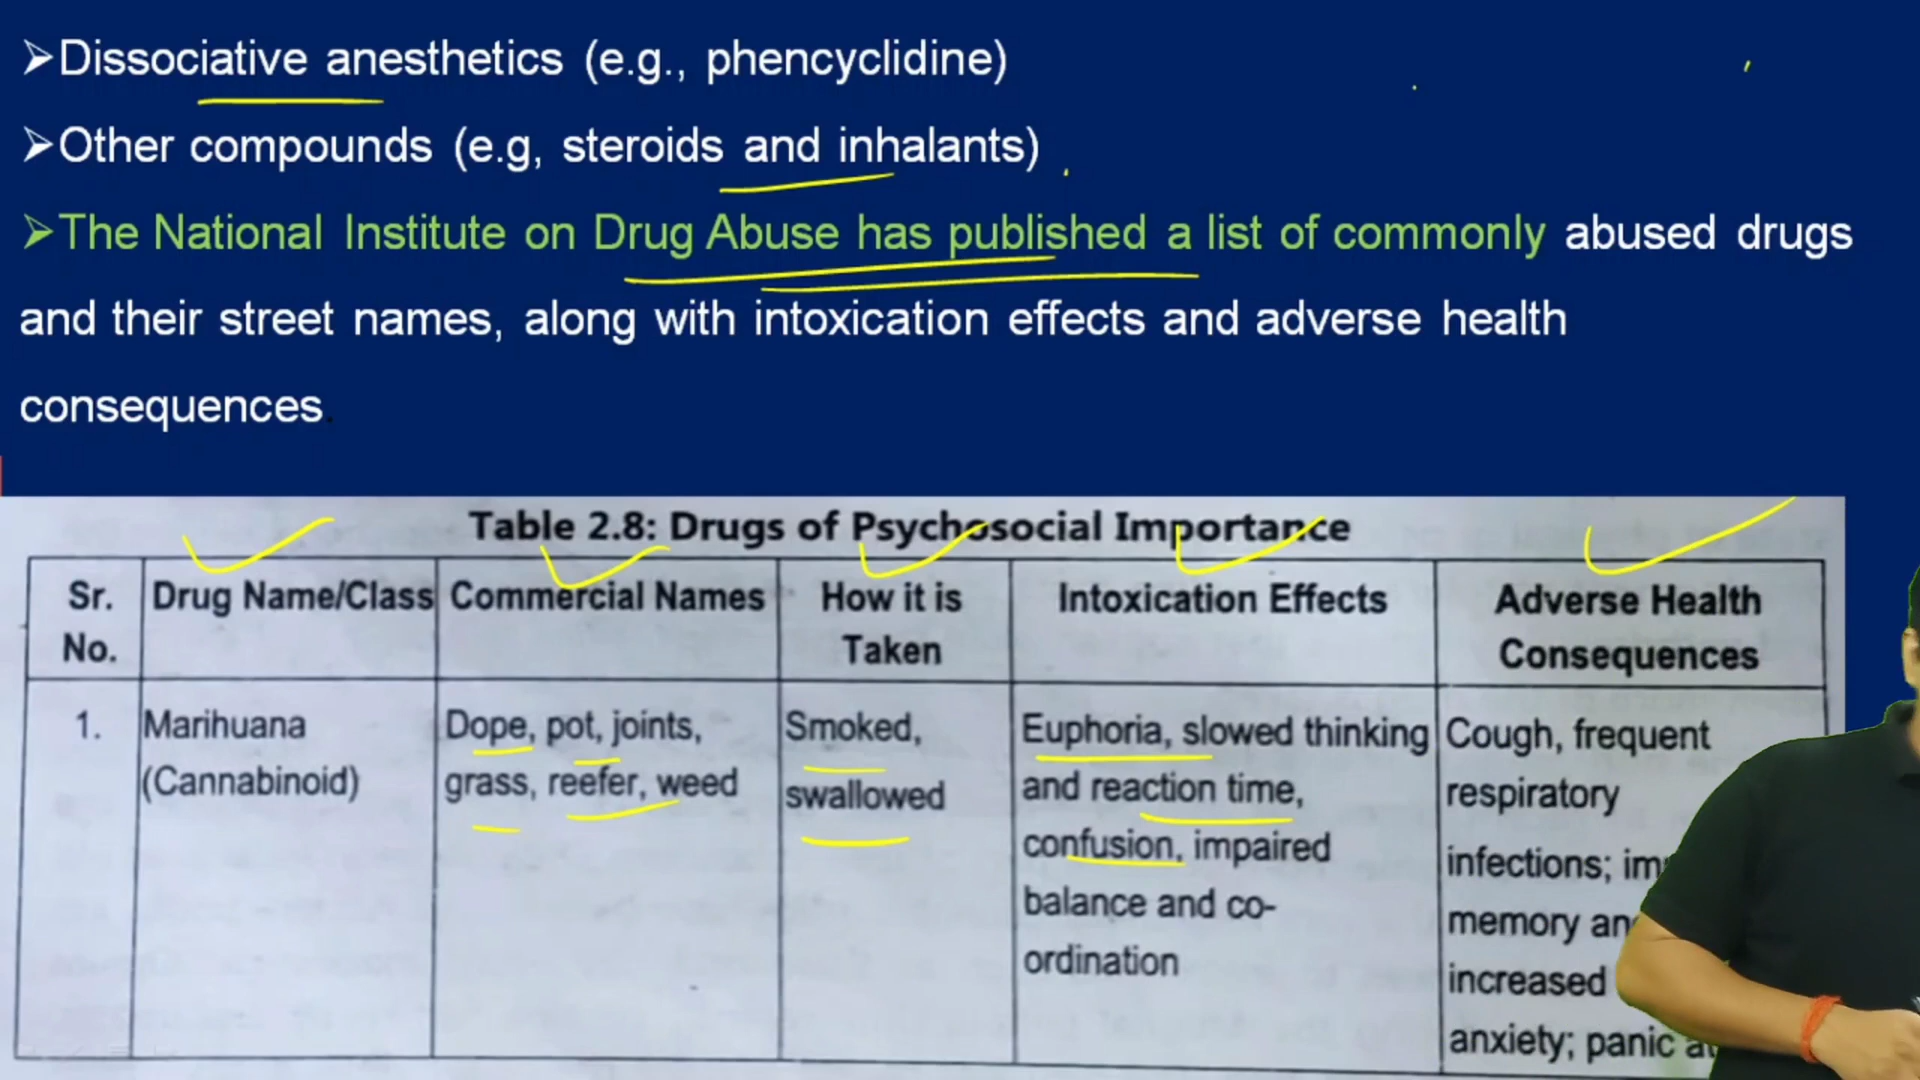 ➢Dissociative anesthetics (e.g., phencyclidine)
➢Other compounds (e.g, steroids and inhalants)
➢The National Institute on Drug Abuse has published a list of commonly abused drugs
and their street names, along with intoxication effects and adverse health
consequences.
Table 2.8: Drugs of Psychosocial Importance
Sr. No.
Drug Name/Class
Commercial Names
How it is
Taken
Intoxication Effects
Adverse Health
Consequences
1.
Marihuana
(Cannabinoid)
Dope, pot, joints,
grass, reefer, weed
Smoked,
swallowed
Euphoria, slowed thinking
and reaction time,
confusion, impaired
balance and co-
ordination
Cough, frequent
respiratory
infections;
memory
increased
anxiety; panic